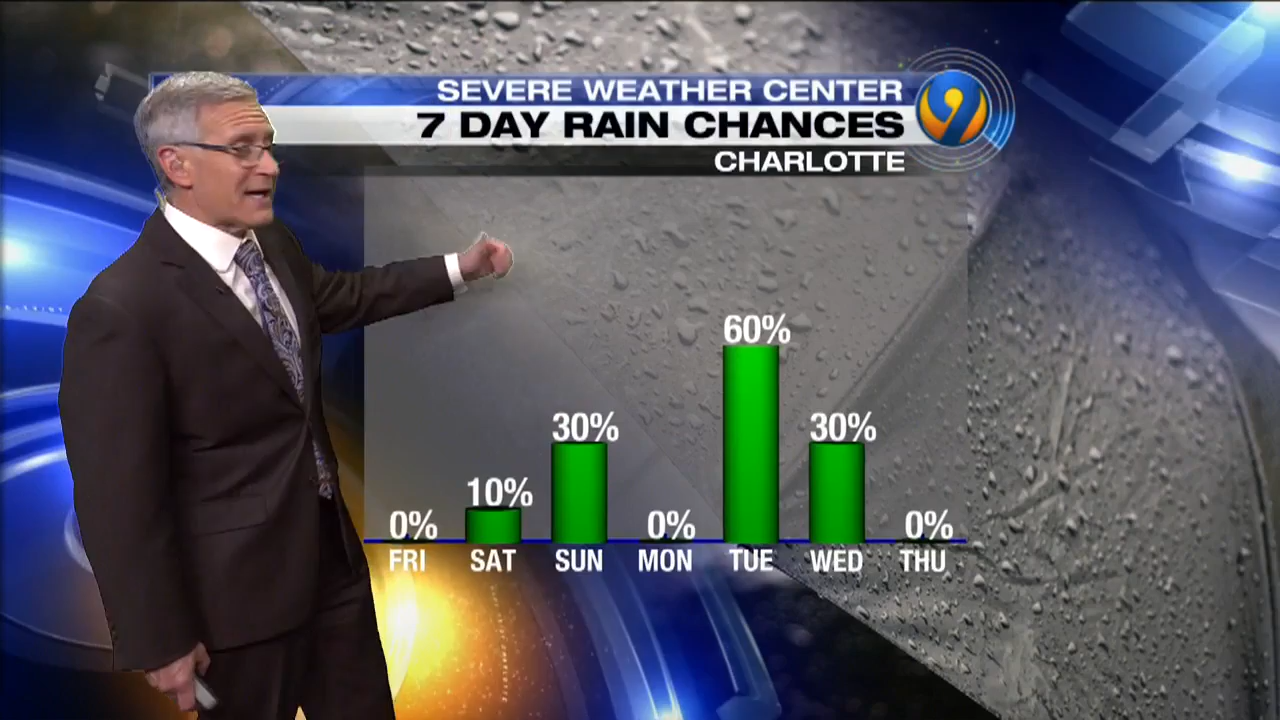 SEVERE WEATHER CENTER
7 DAY RAIN CHANCES
9
CHARLOTTE
60%
30% 30%
10%
0% 0% 0%
FRI SAT SUN MON TUE WED THU